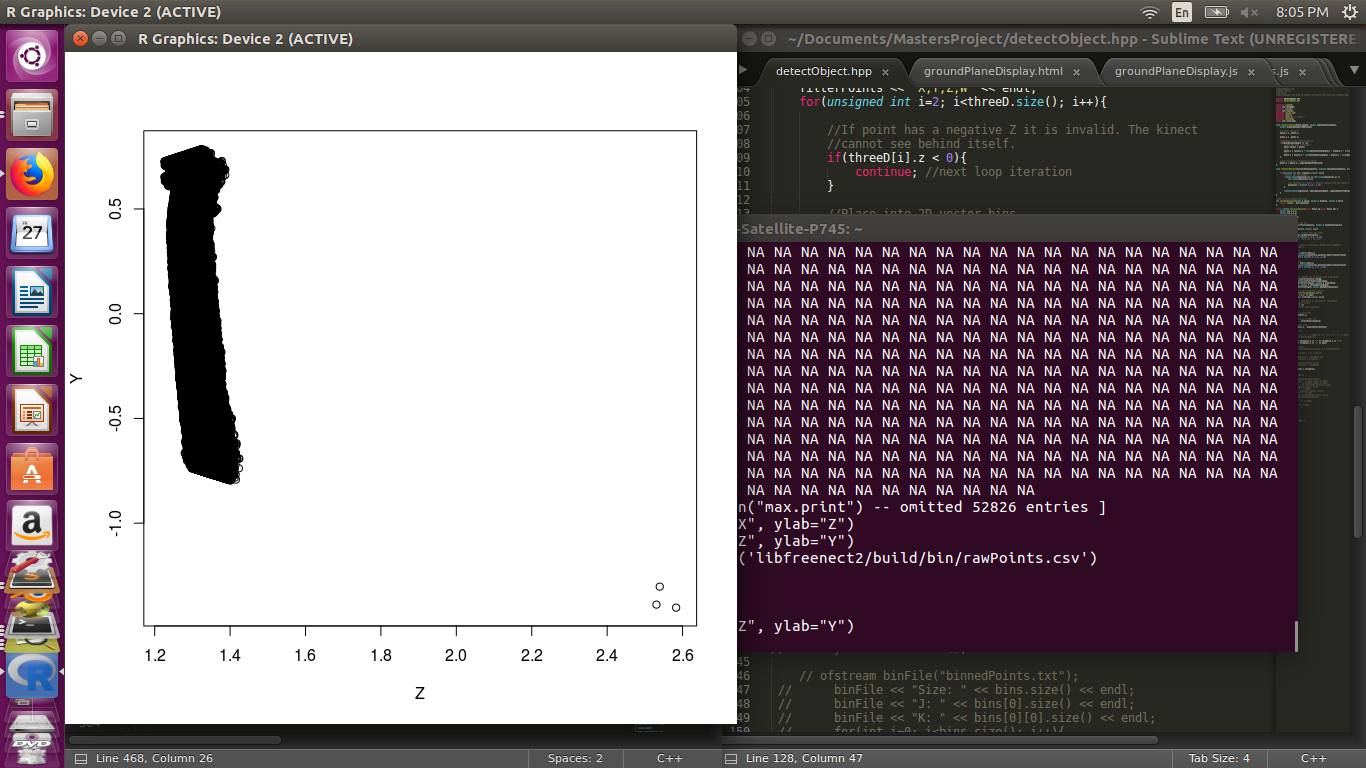 R Graphics: Device 2 (ACTIVE)
En
8:05 PM
R Graphics: Device 2 (ACTIVE)
~/Documents/MastersProject/detectObject.hpp - Sublime Text (UNREGISTERE
detectObject.hpp ×
groundPlaneDisplay.html ×
groundPlaneDisplay.js ×
.js ×
filterPoints << "X,Y,Z,W" << endl;
05 for(unsigned int i=2; i<threeD.size(); i++){
06
07 //If point has a negative Z it is invalid. The kinect
08 //cannot see behind itself.
09 if(threeD[i].z < 0){
10 continue; //next loop iteration
11 }
12
13 //Place into 2D vector bins
-Satellite-P745: ~
NA NA NA NA NA NA NA NA NA NA NA NA NA NA NA NA NA NA NA NA
NA NA NA NA NA NA NA NA NA NA NA NA NA NA NA NA NA NA NA NA
NA NA NA NA NA NA NA NA NA NA NA NA NA NA NA NA NA NA NA NA
NA NA NA NA NA NA NA NA NA NA NA NA NA NA NA NA NA NA NA NA
NA NA NA NA NA NA NA NA NA NA NA NA NA NA NA NA NA NA NA NA
NA NA NA NA NA NA NA NA NA NA NA NA NA NA NA NA NA NA NA NA
NA NA NA NA NA NA NA NA NA NA NA NA NA NA NA NA NA NA NA NA
NA NA NA NA NA NA NA NA NA NA NA NA NA NA NA NA NA NA NA NA
NA NA NA NA NA NA NA NA NA NA NA NA NA NA NA NA NA NA NA NA
NA NA NA NA NA NA NA NA NA NA NA NA NA NA NA NA NA NA NA NA
NA NA NA NA NA NA NA NA NA NA NA NA NA NA NA NA NA NA NA NA
NA NA NA NA NA NA NA NA NA NA NA NA NA NA NA NA NA NA NA NA
NA NA NA NA NA NA NA NA NA NA NA NA NA NA NA NA NA NA NA NA
NA NA NA NA NA NA NA NA NA NA NA NA NA NA NA NA NA NA NA NA
NA NA NA NA NA NA NA NA NA NA NA
n("max.print") -- omitted 52826 entries ]
X", ylab="Z")
Z", ylab="Y")
('libfreenect2/build/bin/rawPoints.csv')
Z", ylab="Y")
45
46 // ofstream binFile("binnedPoints.txt");
47 // binFile << "Size: " << bins.size() << endl;
48 // binFile << "J: " << bins[0].size() << endl;
49 // binFile << "K: " << bins[0][0].size() << endl;
150 // for(int i=0; i<bins.size(); i++){
27
0.5
0.0
-0.5
-1.0
Y
1.2 1.4 1.6 1.8 2.0 2.2 2.4 2.6
Z
Line 468, Column 26
Spaces: 2
C++
Line 128, Column 47
Tab Size: 4
C++